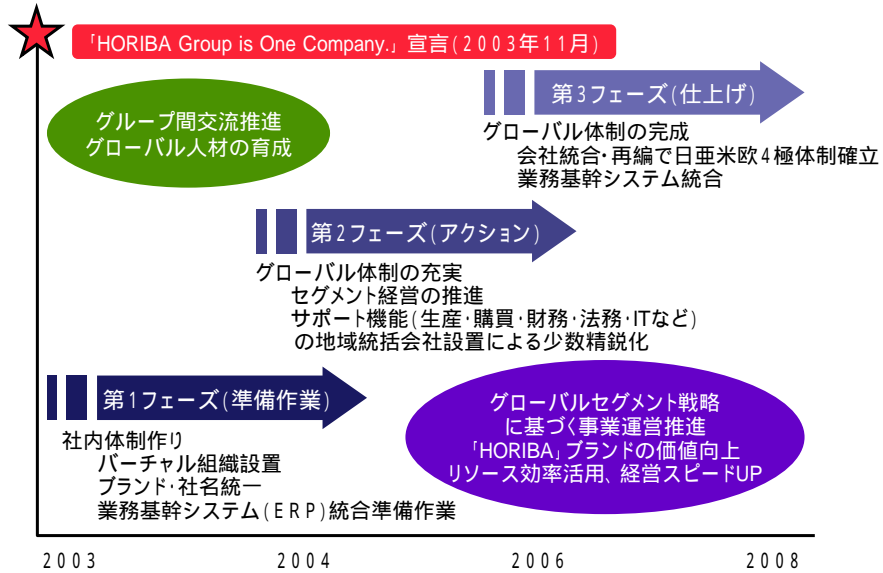 「HORIBA Group is One Company.」宣言(2003年11月)
グループ間交流推進
グローバル人材の育成
第3フェーズ(仕上げ)
グローバル体制の完成
会社統合・再編で日亜米欧4極体制確立
業務基幹システム統合
第2フェーズ(アクション)
グローバル体制の充実
セグメント経営の推進
サポート機能(生産・購買・財務・法務・ITなど)
の地域統括会社設置による少数精鋭化
第1フェーズ(準備作業)
社内体制作り
バーチャル組織設置
ブランド・社名統一
業務基幹システム(ERP)統合準備作業
グローバルセグメント戦略
に基づく事業運営推進
「HORIBA」ブランドの価値向上
リソース効率活用、経営スピードUP
2003 2004 2006 2008